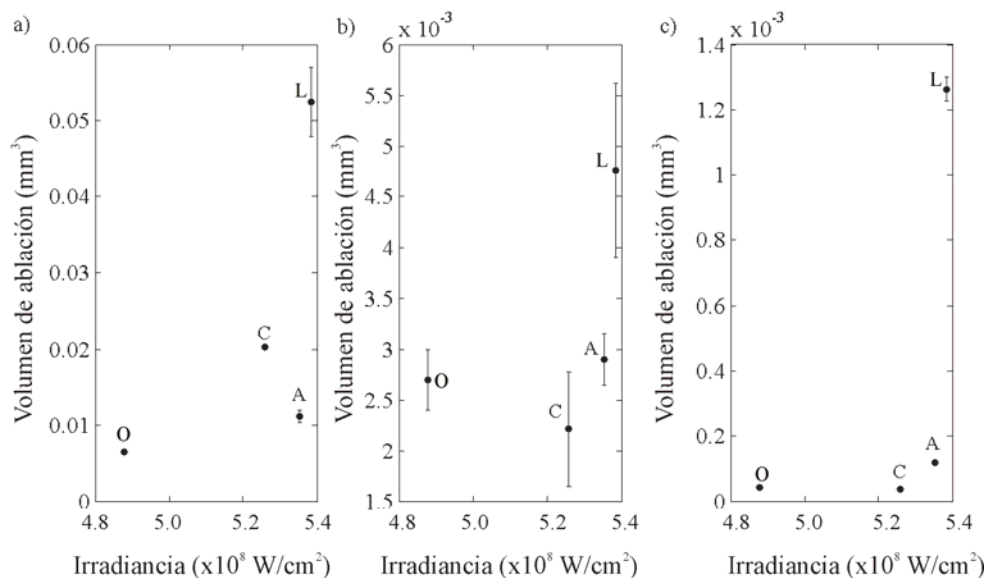 a)
Volumen de ablación (mm³)
0.06
0.05
0.04
0.03
0.02
0.01
0
L
C
A
O
4.8 5.0 5.2 5.4
Irradiancia (x10⁸ W/cm²)
b)
x 10⁻³
Volumen de ablación (mm³)
6
5.5
5
4.5
4
3.5
3
2.5
2
1.5
L
A
O
C
4.8 5.0 5.2 5.4
Irradiancia (x10⁸ W/cm²)
c)
x 10⁻³
Volumen de ablación (mm³)
1.4
1.2
1
0.8
0.6
0.4
0.2
0
L
A
C
O
4.8 5.0 5.2 5.4
Irradiancia (x10⁸ W/cm²)